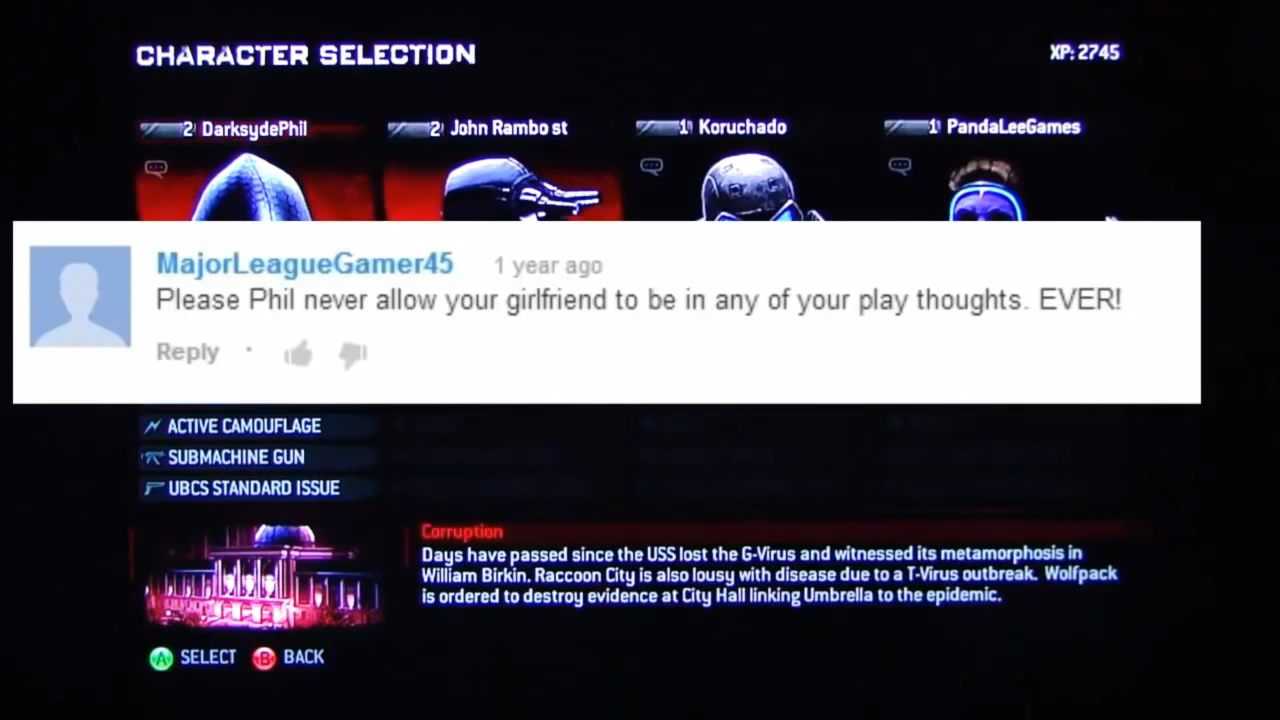 CHARACTER SELECTION
XP: 2745
2 DarksydePhil
2 John Rambo st
1 Koruchado
1 PandaLeeGames
MajorLeagueGamer45 1 year ago
Please Phil never allow your girlfriend to be in any of your play thoughts. EVER!
Reply ·
ACTIVE CAMOUFLAGE
SUBMACHINE GUN
UBCS STANDARD ISSUE
Corruption
Days have passed since the USS lost the G-Virus and witnessed its metamorphosis in
William Birkin. Raccoon City is also lousy with disease due to a T-Virus outbreak. Wolfpack
is ordered to destroy evidence at City Hall linking Umbrella to the epidemic.
A SELECT B BACK